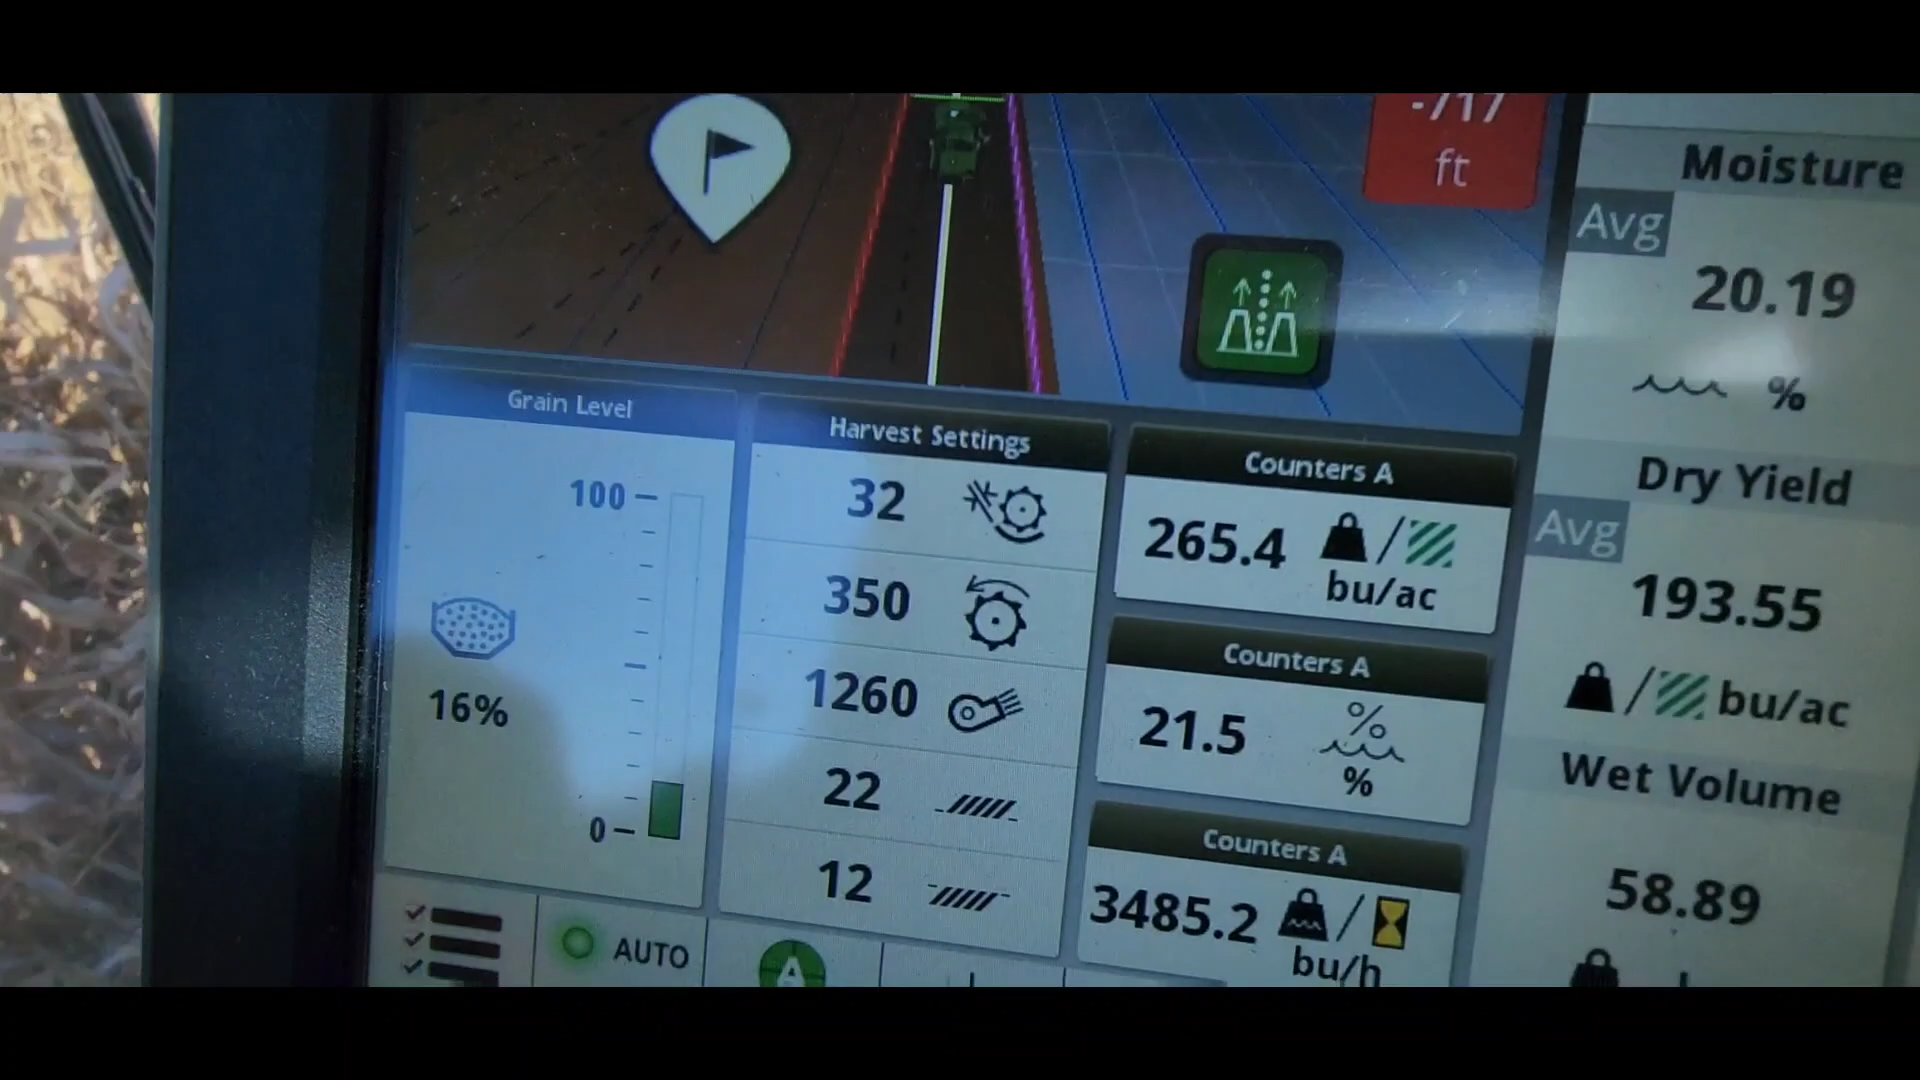 -717
ft
Moisture
Avg
20.19
%
Dry Yield
Avg
193.55
/ bu/ac
Wet Volume
58.89
Grain Level
100
16%
0
Harvest Settings
32
350
1260
22
12
Counters A
265.4 /
bu/ac
Counters A
21.5 %
%
Counters A
3485.2 /
bu/h
AUTO
A